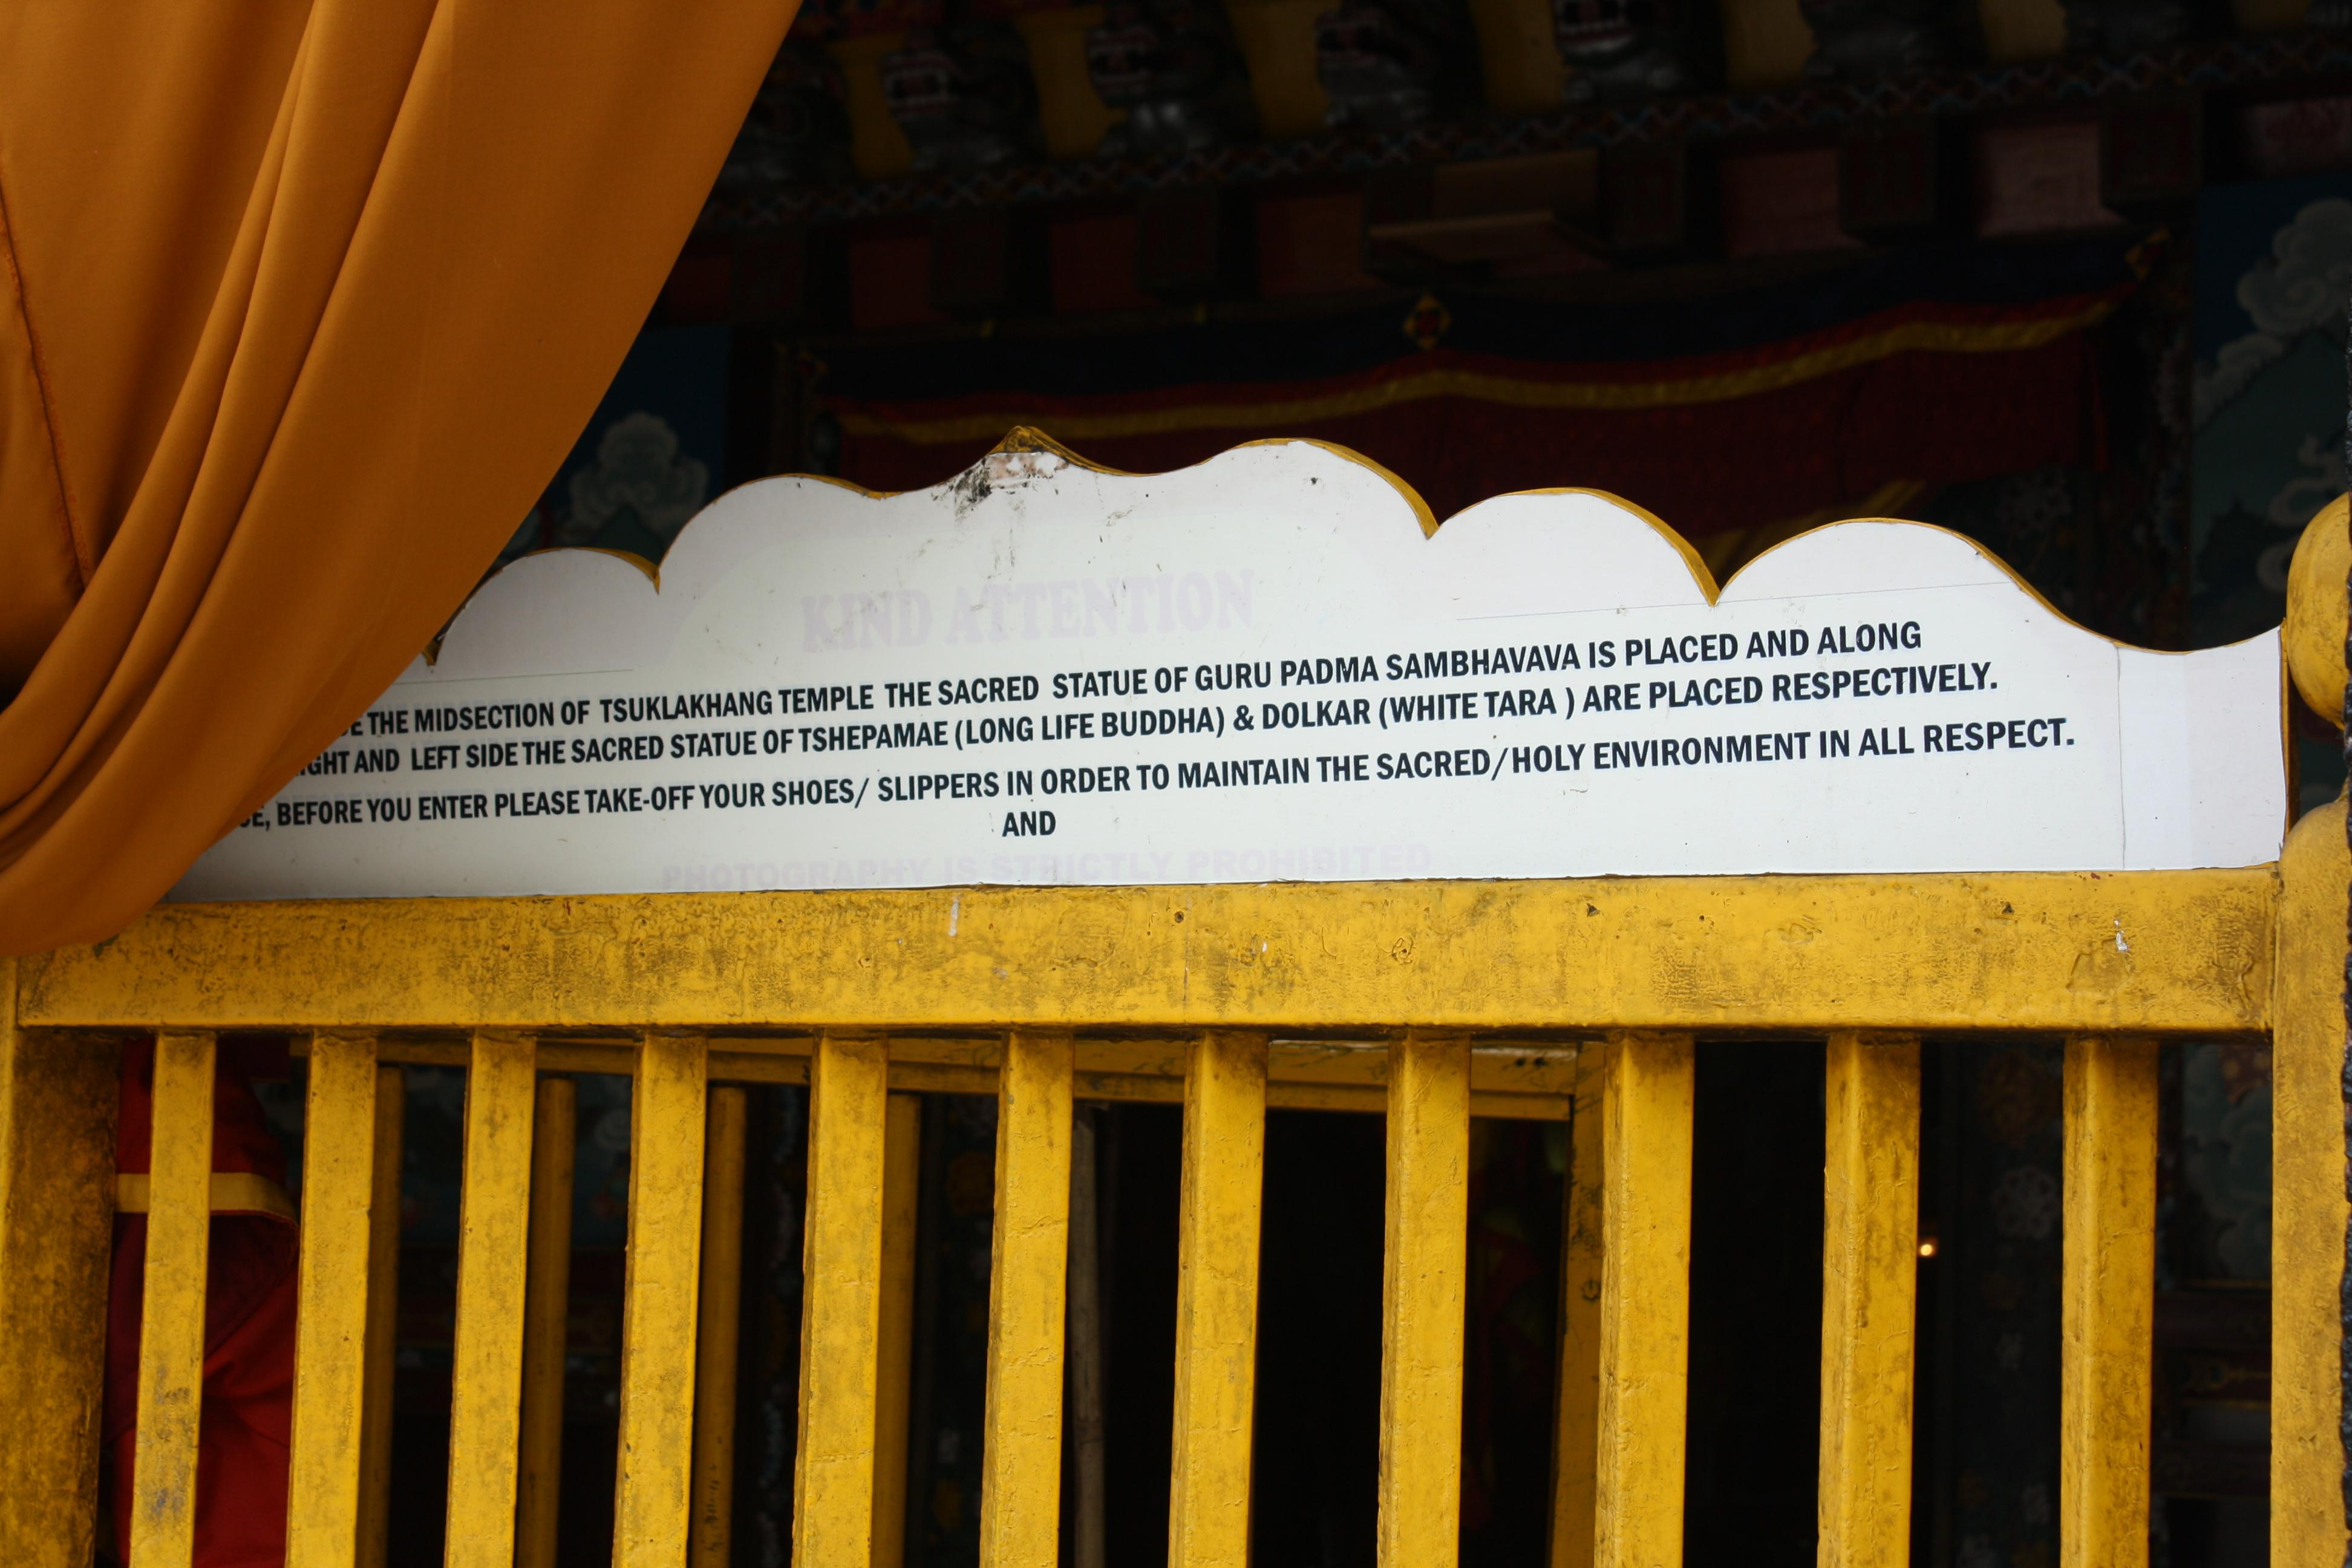 KIND ATTENTION
THE MIDSECTION OF TSUKLAKHANG TEMPLE THE SACRED STATUE OF GURU PADMA SAMBHAVAVA IS PLACED AND ALONG
AND LEFT SIDE THE SACRED STATUE OF TSHEPAMAE (LONG LIFE BUDDHA) & DOLKAR (WHITE TARA ) ARE PLACED RESPECTIVELY.
BEFORE YOU ENTER PLEASE TAKE-OFF YOUR SHOES/ SLIPPERS IN ORDER TO MAINTAIN THE SACRED/HOLY ENVIRONMENT IN ALL RESPECT.
AND
PHOTOGRAPHY IS STRICTLY PROHIBITED